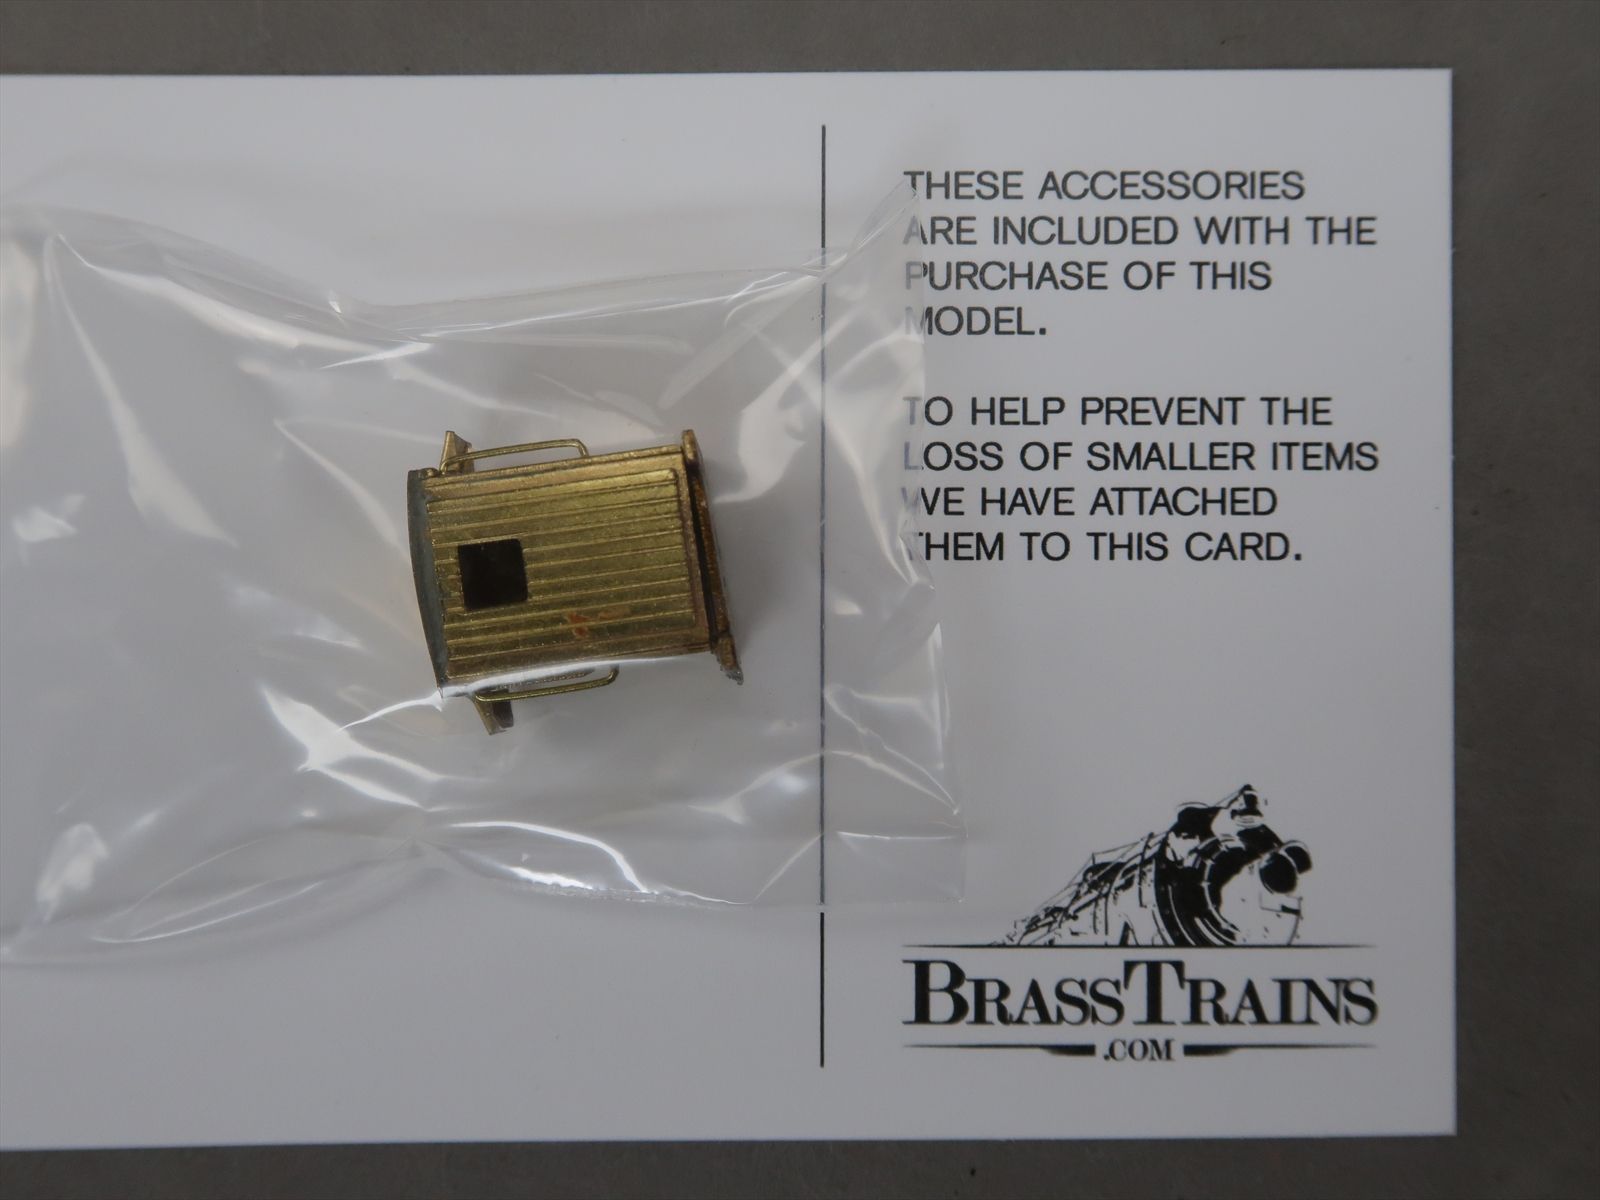 THESE ACCESSORIES
ARE INCLUDED WITH THE
PURCHASE OF THIS
MODEL.
TO HELP PREVENT THE
LOSS OF SMALLER ITEMS
WE HAVE ATTACHED
THEM TO THIS CARD.
BRASSTRAINS
.COM